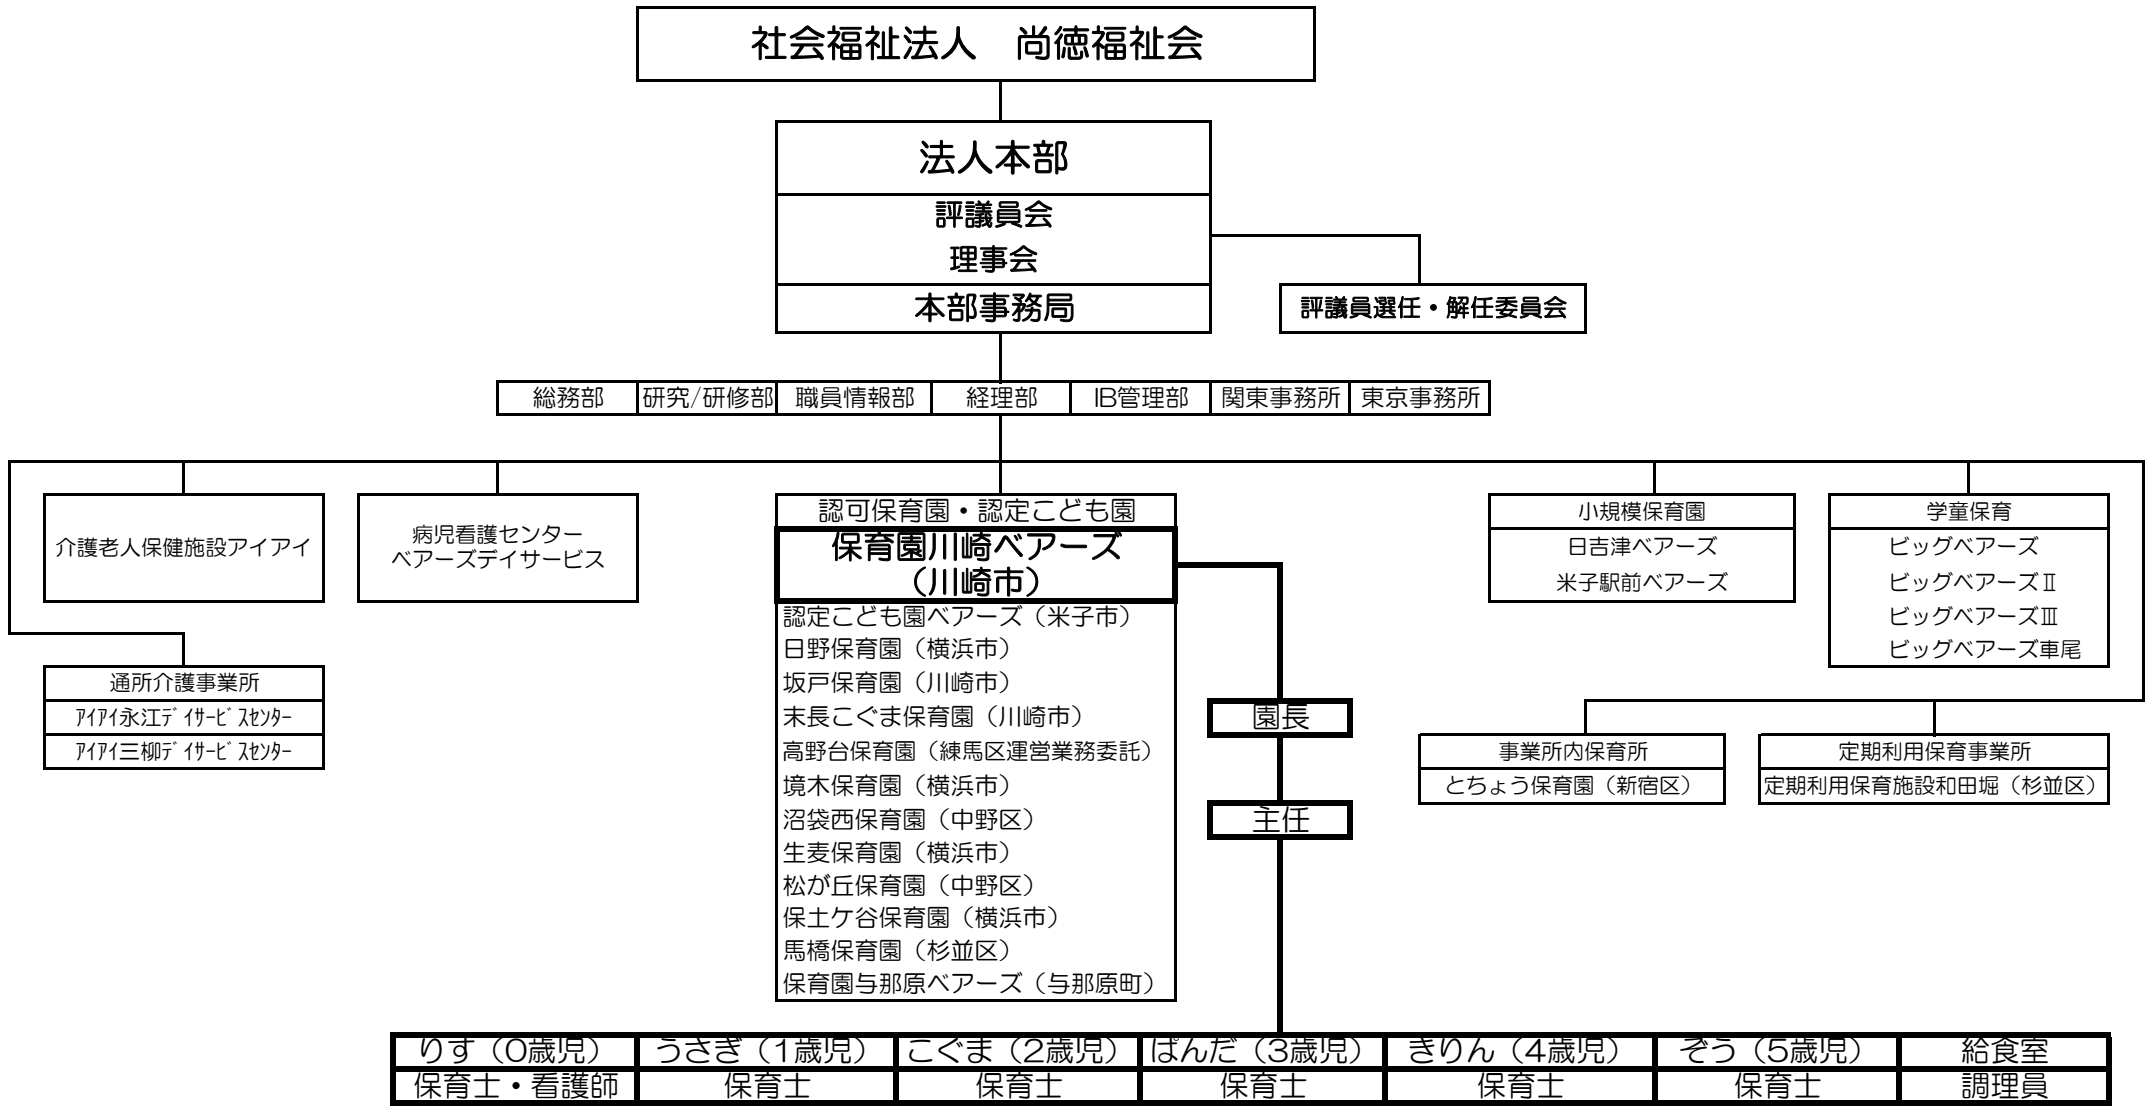 社会福祉法人　尚徳福祉会
法人本部
評議員会
理事会
本部事務局
評議員選任・解任委員会
総務部
研究/研修部
職員情報部
経理部
IB管理部
関東事務所
東京事務所
介護老人保健施設アイアイ
病児看護センター
ベアーズデイサービス
認可保育園・認定こども園
保育園川崎ベアーズ
（川崎市）
認定こども園ベアーズ（米子市）
日野保育園（横浜市）
坂戸保育園（川崎市）
末長こぐま保育園（川崎市）
高野台保育園（練馬区運営業務委託）
境木保育園（横浜市）
沼袋西保育園（中野区）
生麦保育園（横浜市）
松が丘保育園（中野区）
保土ケ谷保育園（横浜市）
馬橋保育園（杉並区）
保育園与那原ベアーズ（与那原町）
小規模保育園
日吉津ベアーズ
米子駅前ベアーズ
学童保育
ビッグベアーズ
ビッグベアーズⅡ
ビッグベアーズⅢ
ビッグベアーズ車尾
通所介護事業所
ｱｲｱｲ永江ﾃﾞｲｻｰﾋﾞｽｾﾝﾀｰ
ｱｲｱｲ三柳ﾃﾞｲｻｰﾋﾞｽｾﾝﾀｰ
園長
主任
事業所内保育所
とちょう保育園（新宿区）
定期利用保育事業所
定期利用保育施設和田堀（杉並区）
りす（0歳児）
うさぎ（1歳児）
こぐま（2歳児）
ぱんだ（3歳児）
きりん（4歳児）
ぞう（5歳児）
給食室
保育士・看護師
保育士
保育士
保育士
保育士
保育士
調理員